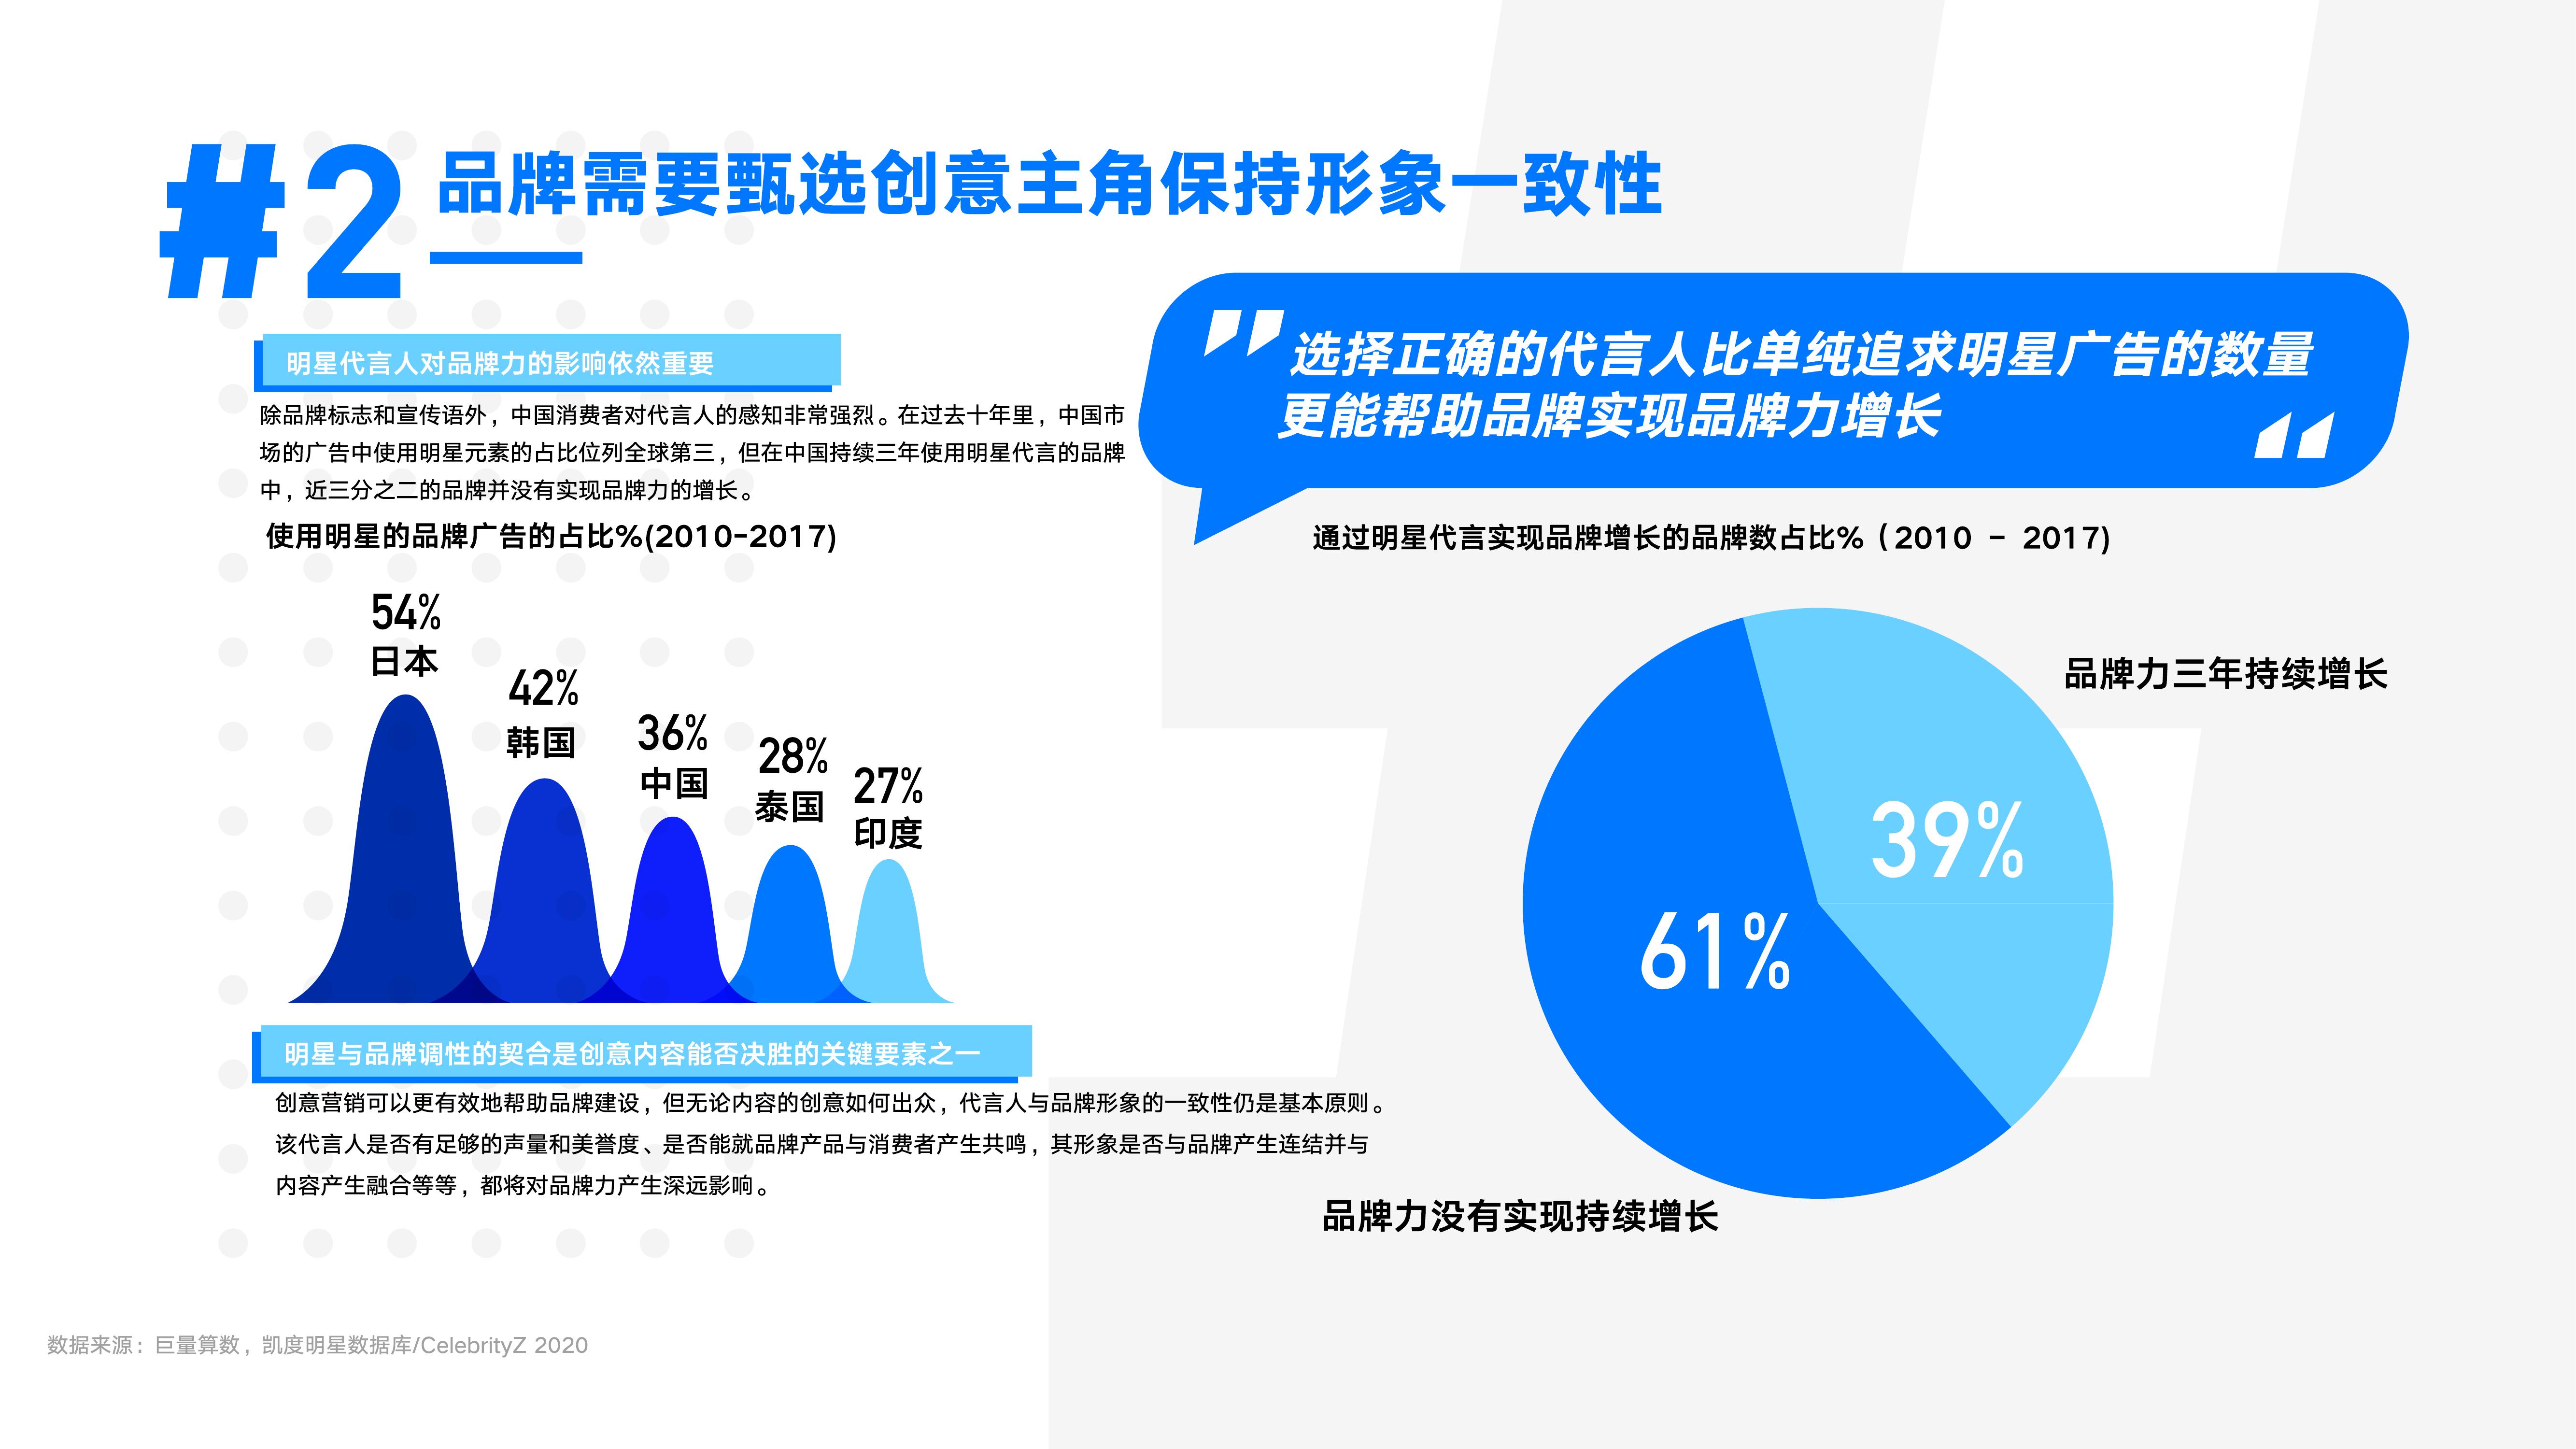 #2
品牌需要甄选创意主角保持形象一致性
明星代言人对品牌力的影响依然重要
除品牌标志和宣传语外，中国消费者对代言人的感知非常强烈。在过去十年里，中国市
场的广告中使用明星元素的占比位列全球第三，但在中国持续三年使用明星代言的品牌
中，近三分之二的品牌并没有实现品牌力的增长。
使用明星的品牌广告的占比%(2010-2017)
54%
日本
42%
韩国
36%
中国
28%
泰国
27%
印度
明星与品牌调性的契合是创意内容能否决胜的关键要素之一
创意营销可以更有效地帮助品牌建设，但无论内容的创意如何出众，代言人与品牌形象的一致性仍是基本原则。
该代言人是否有足够的声量和美誉度、是否能就品牌产品与消费者产生共鸣，其形象是否与品牌产生连结并与
内容产生融合等等，都将对品牌力产生深远影响。
选择正确的代言人比单纯追求明星广告的数量
更能帮助品牌实现品牌力增长
通过明星代言实现品牌增长的品牌数占比%（2010 - 2017)
品牌力三年持续增长
39%
61%
品牌力没有实现持续增长
数据来源：巨量算数，凯度明星数据库/CelebrityZ 2020